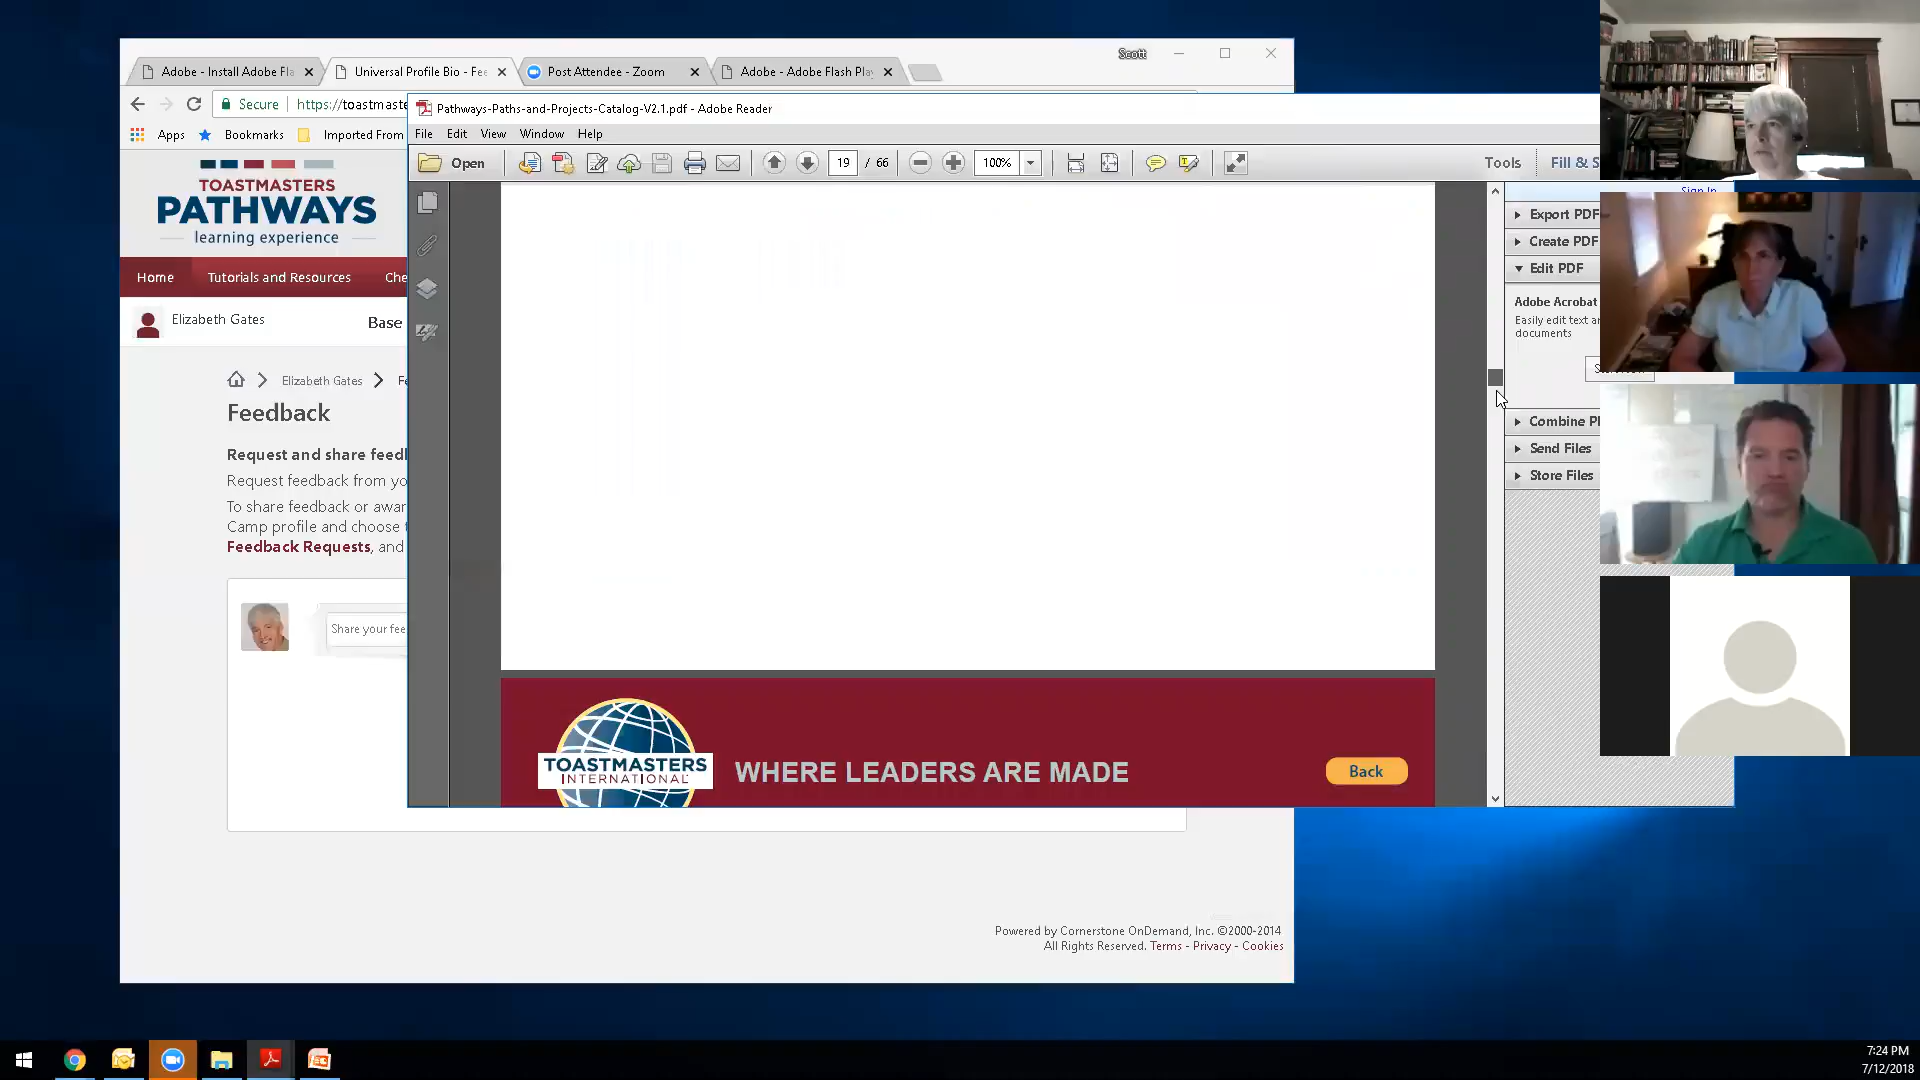 Scott
Adobe - Install Adobe Fla
Universal Profile Bio - Fee
Post Attendee - Zoom
Adobe - Adobe Flash Play
Secure
https://toastmaste
Apps
Bookmarks
Imported From
TOASTMASTERS
PATHWAYS
learning experience
Home
Tutorials and Resources
Che
Elizabeth Gates
Base
Elizabeth Gates
Fe
Feedback
Request and share feedl
Request feedback from yo
To share feedback or awar
Camp profile and choose t
Feedback Requests, and
Share your fee
Powered by Cornerstone OnDemand, Inc. ©2000-2014
All Rights Reserved. Terms - Privacy - Cookies
Pathways-Paths-and-Projects-Catalog-V2.1.pdf - Adobe Reader
File
Edit
View
Window
Help
Open
19
/ 66
100%
Tools
Fill & S
Sign In
Export PDF
Create PDF
Edit PDF
Adobe Acrobat
Easily edit text a
documents
Combine P
Send Files
Store Files
TOASTMASTERS
INTERNATIONAL
WHERE LEADERS ARE MADE
Back
7:24 PM
7/12/2018